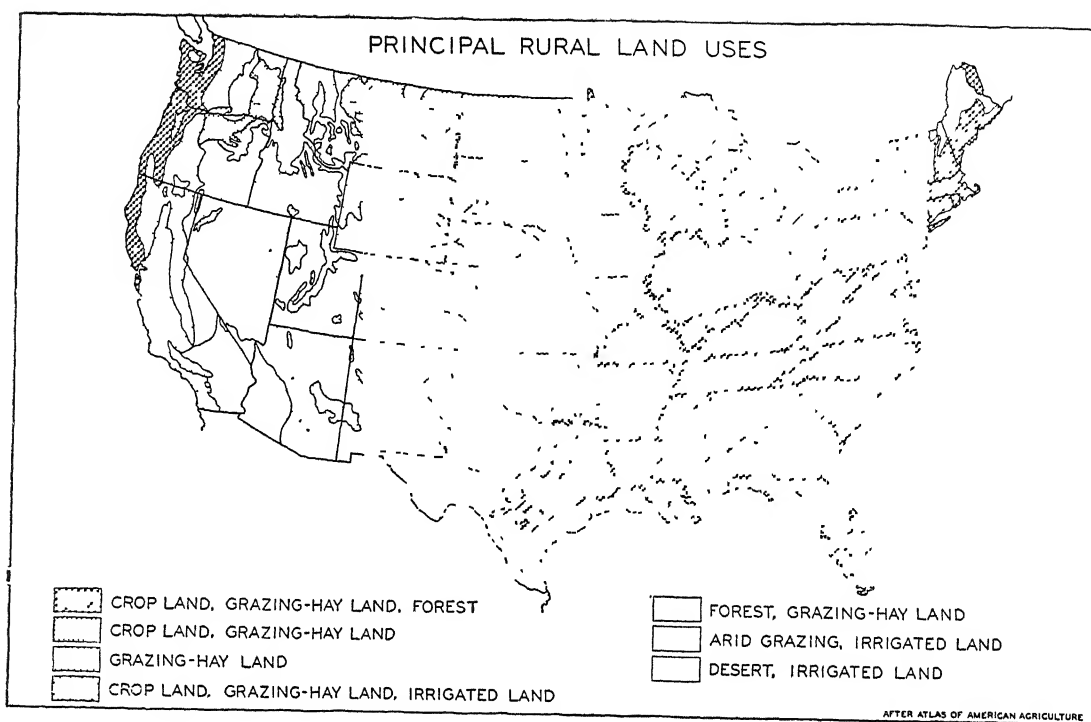 PRINCIPAL RURAL LAND USES
CROP LAND, GRAZING-HAY LAND, FOREST
CROP LAND, GRAZING-HAY LAND
GRAZING-HAY LAND
CROP LAND, GRAZING-HAY LAND, IRRIGATED LAND
FOREST, GRAZING-HAY LAND
ARID GRAZING, IRRIGATED LAND
DESERT, IRRIGATED LAND
AFTER ATLAS OF AMERICAN AGRICULTURE